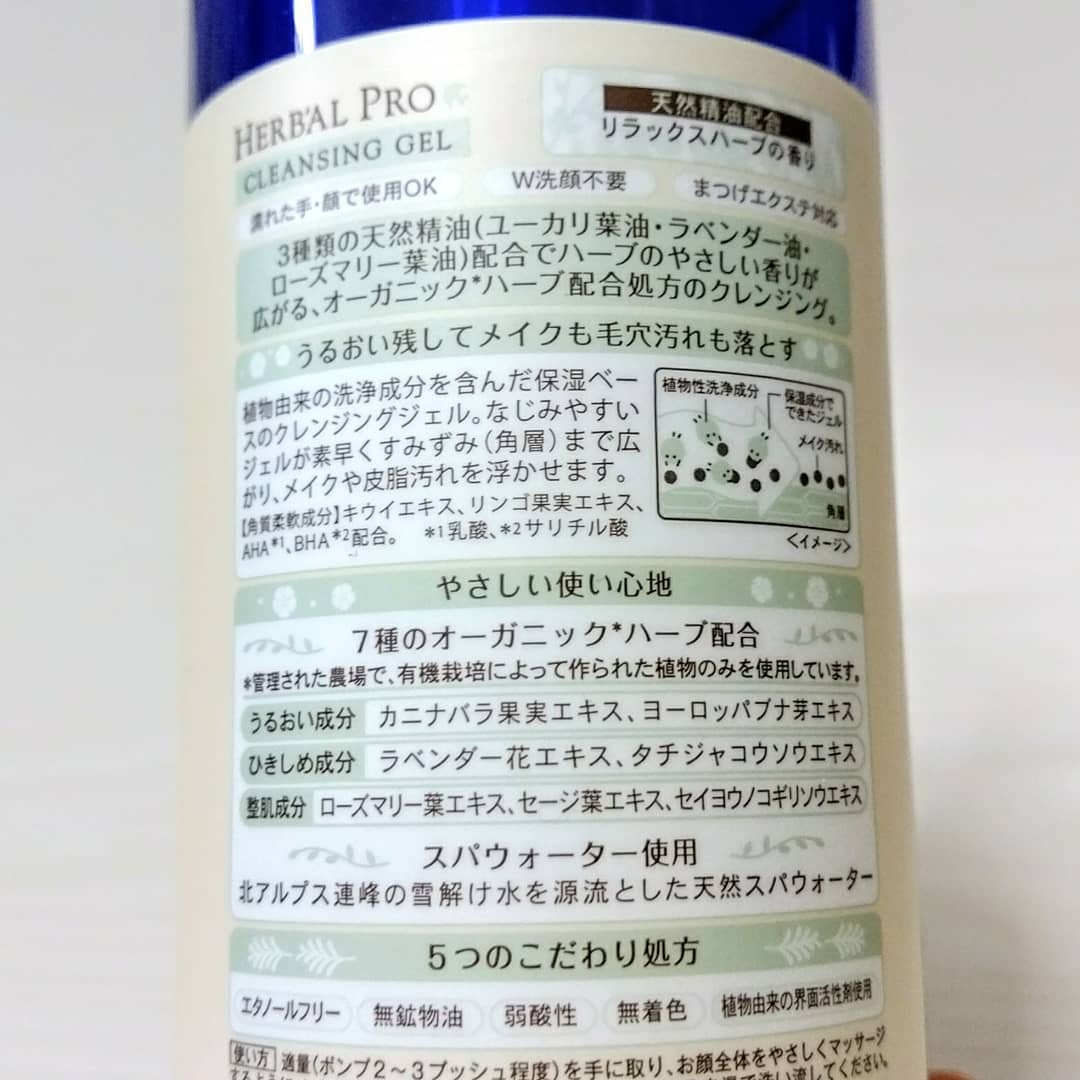 HERB'AL PRO
CLEANSING GEL
天然精油配合
リラックスハーブの香り
濡れた手・顔で使用OK
W洗顔不要
まつげエクステ対応
3種類の天然精油(ユーカリ葉油・ラベンダー油・
ローズマリー葉油)配合でハーブのやさしい香りが
広がる、オーガニック*ハーブ配合処方のクレンジング。
うるおい残してメイクも毛穴汚れも落とす
植物由来の洗浄成分を含んだ保湿ベー
スのクレンジングジェル。なじみやすい
ジェルが素早くすみずみ(角層)まで広
がり、メイクや皮脂汚れを浮かせます。
【角質柔軟成分】キウイエキス、リンゴ果実エキス、
AHA*1、BHA*2配合。 *1乳酸、*2サリチル酸
植物性洗浄成分
保湿成分で
できたジェル
メイク汚れ
角層
<イメージ>
やさしい使い心地
7種のオーガニック*ハーブ配合
*管理された農場で、有機栽培によって作られた植物のみを使用しています。
うるおい成分 カニナバラ果実エキス、ヨーロッパブナ芽エキス
ひきしめ成分 ラベンダー花エキス、タチジャコウソウエキス
整肌成分 ローズマリー葉エキス、セージ葉エキス、セイヨウノコギリソウエキス
スパウォーター使用
北アルプス連峰の雪解け水を源流とした天然スパウォーター
5つのこだわり処方
エタノールフリー
無鉱物油
弱酸性
無着色
植物由来の界面活性剤使用
使い方 適量(ポンプ2〜3プッシュ程度)を手に取り、お顔全体をやさしくマッサージ
するように
洗い流してください。